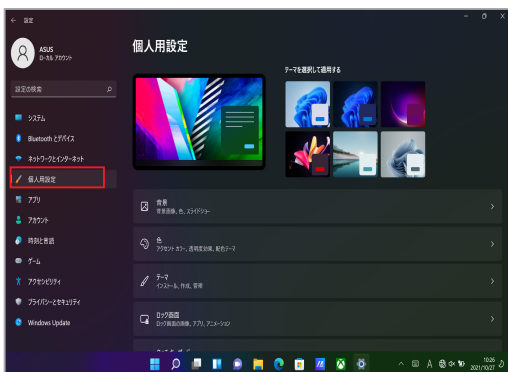 ← 設定
ASUS
ローカル アカウント
設定の検索
システム
Bluetooth とデバイス
ネットワークとインターネット
個人用設定
アプリ
アカウント
時刻と言語
ゲーム
アクセシビリティ
プライバシーとセキュリティ
Windows Update
個人用設定
テーマを選択して適用する
背景
背景画像、色、スライドショー
色
アクセント カラー、透明度効果、配色テーマ
テーマ
インストール、作成、管理
ロック画面
ロック画面の画像、アプリ、アニメーション
A
10:26
2021/10/27